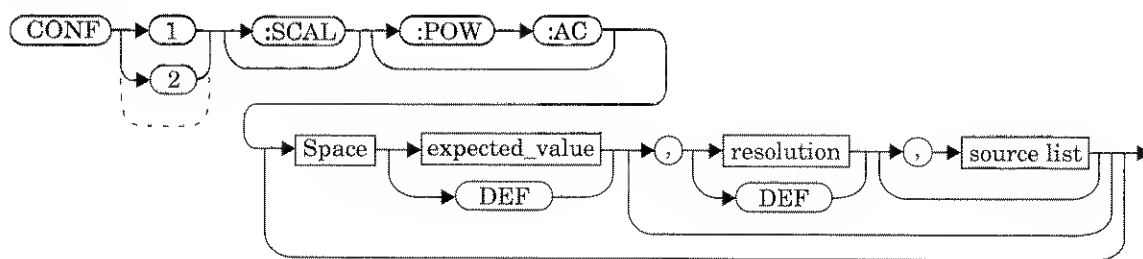 CONF 1 :SCAL :POW :AC
2
Space expected_value , resolution , source list
DEF DEF